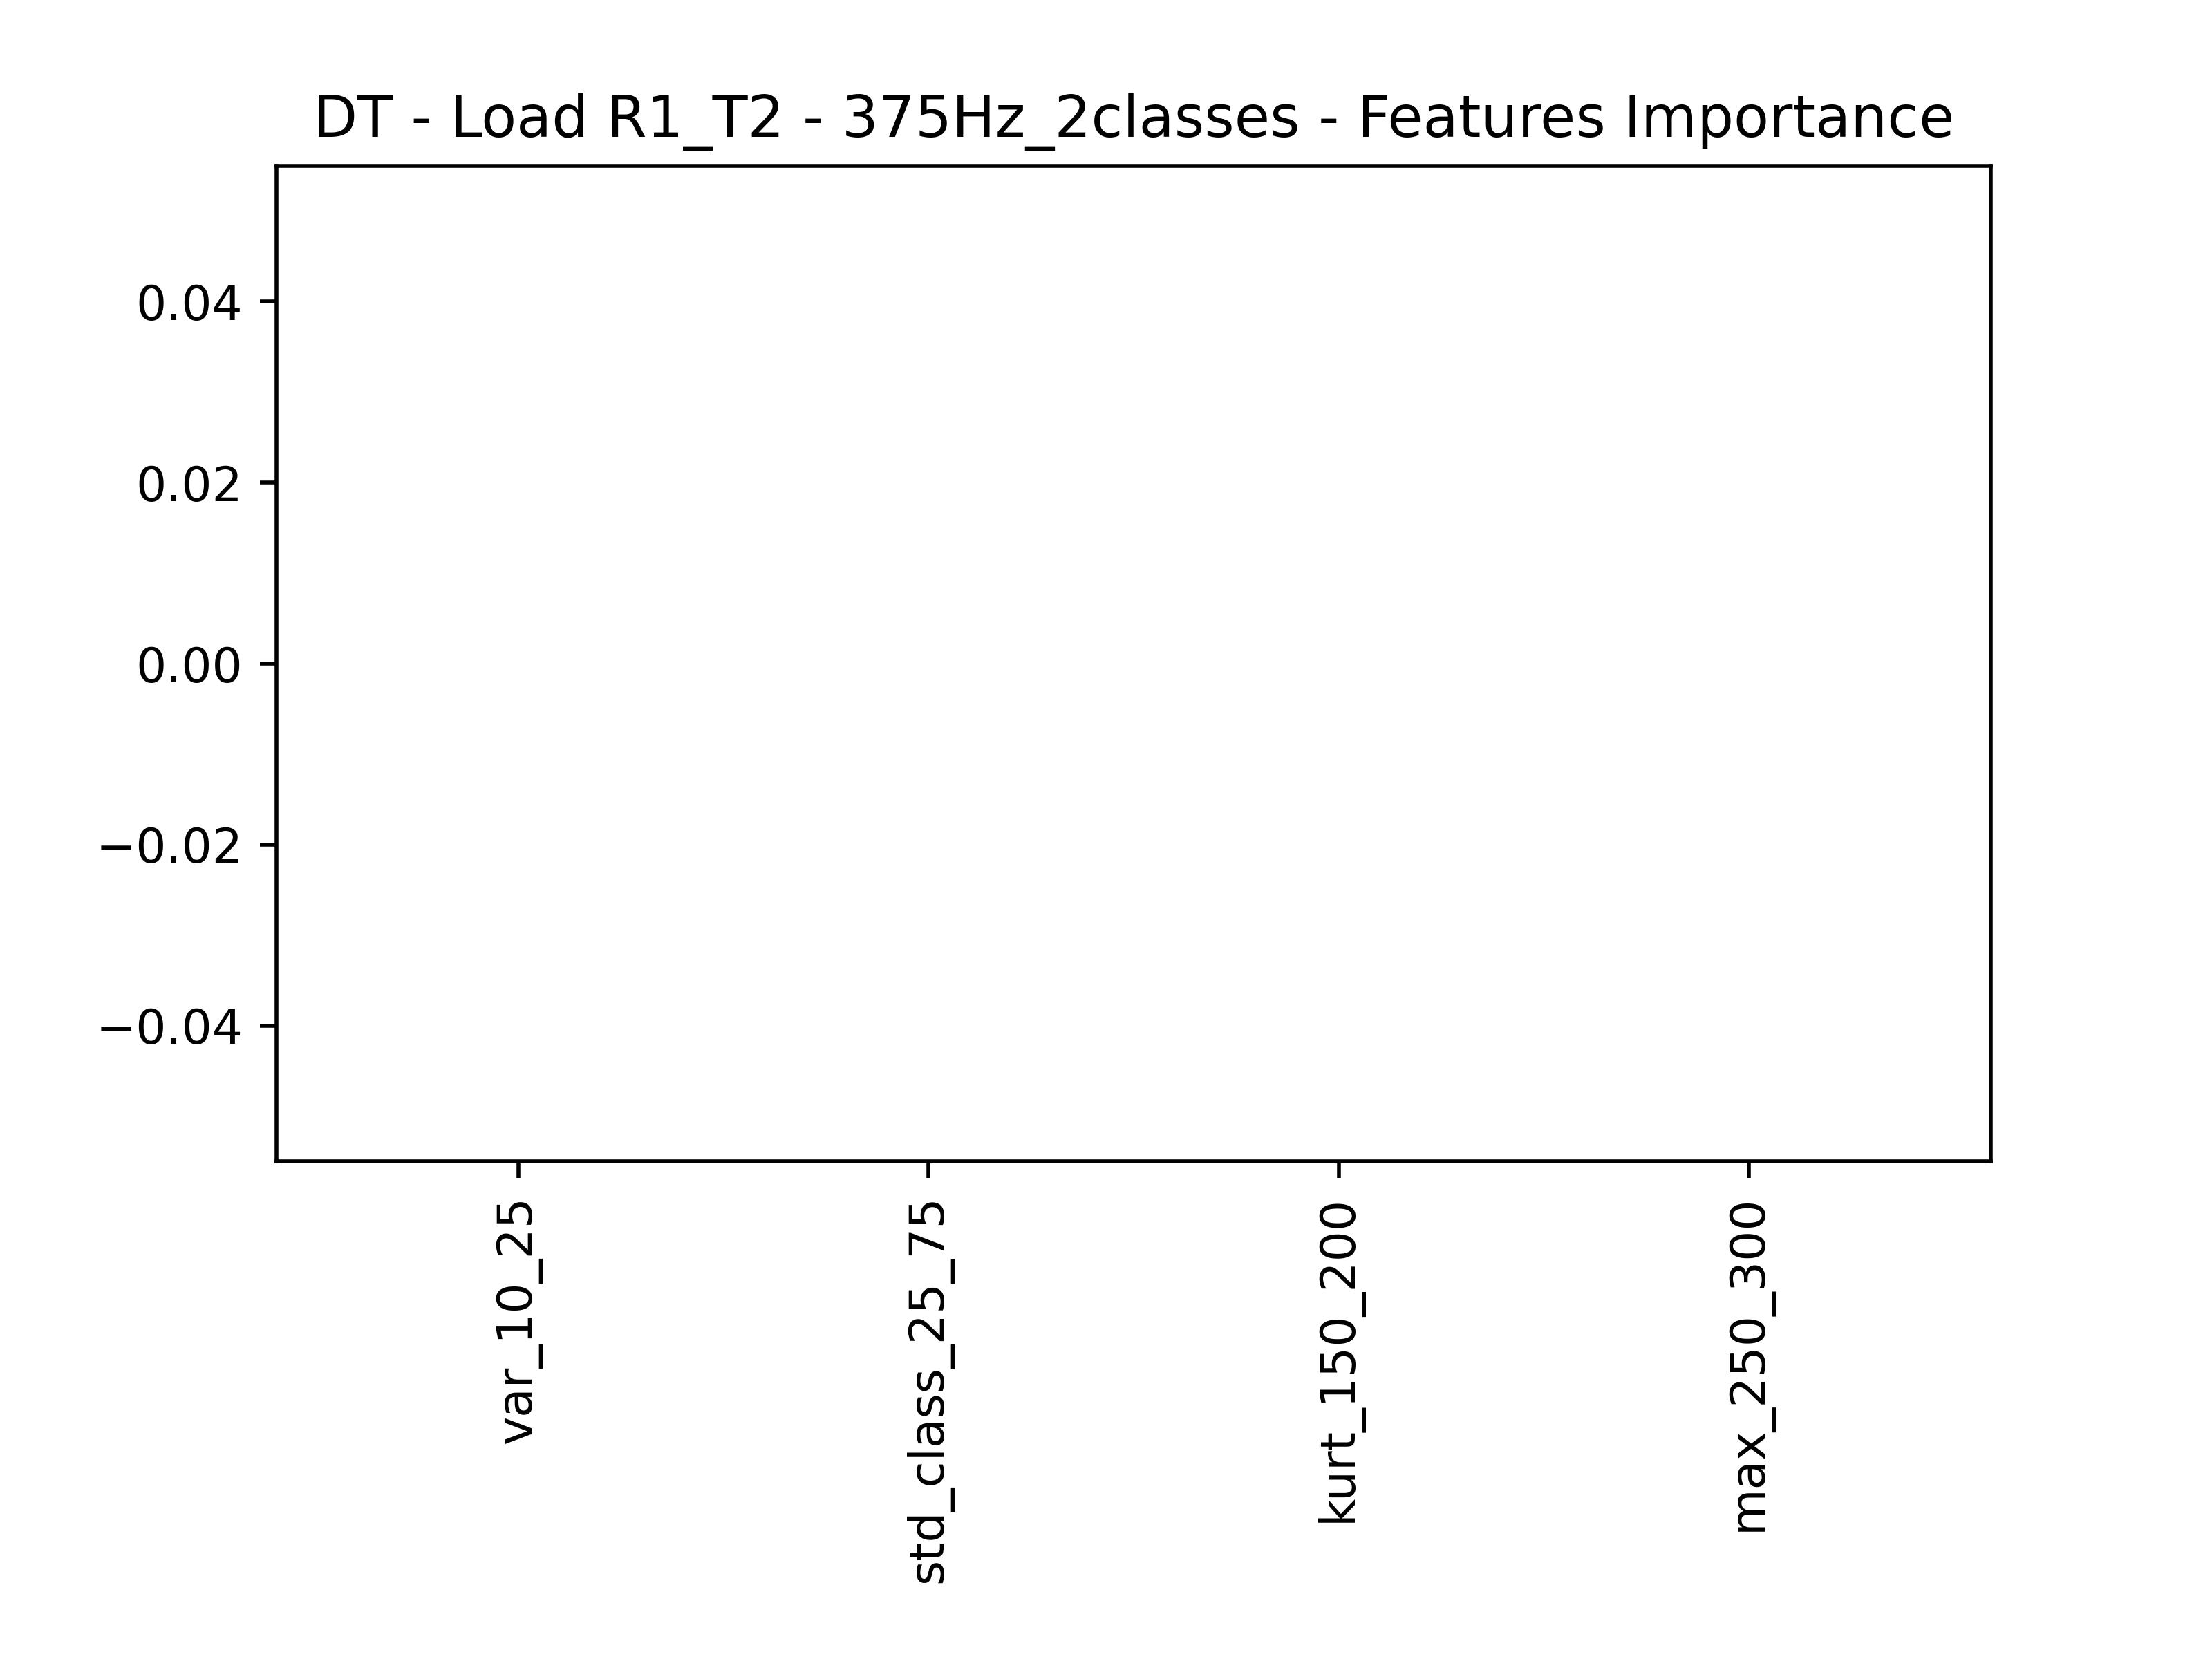 DT - Load R1_T2 - 375Hz_2classes - Features Importance
0.04
0.02
0.00
−0.02
−0.04
var_10_25
std_class_25_75
kurt_150_200
max_250_300